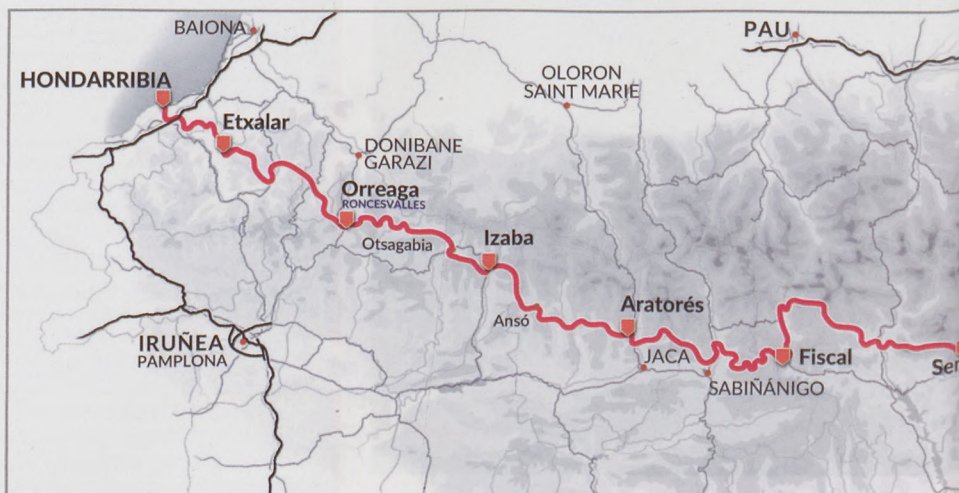 BAIONA
PAU
HONDARRIBIA
OLORON
SAINT MARIE
Etxalar
DONIBANE
GARAZI
Orreaga
RONCESVALLES
Otsagabia
Izaba
Ansó
Aratorés
IRUÑEA
PAMPLONA
JACA
Fiscal
SABIÑÁNIGO